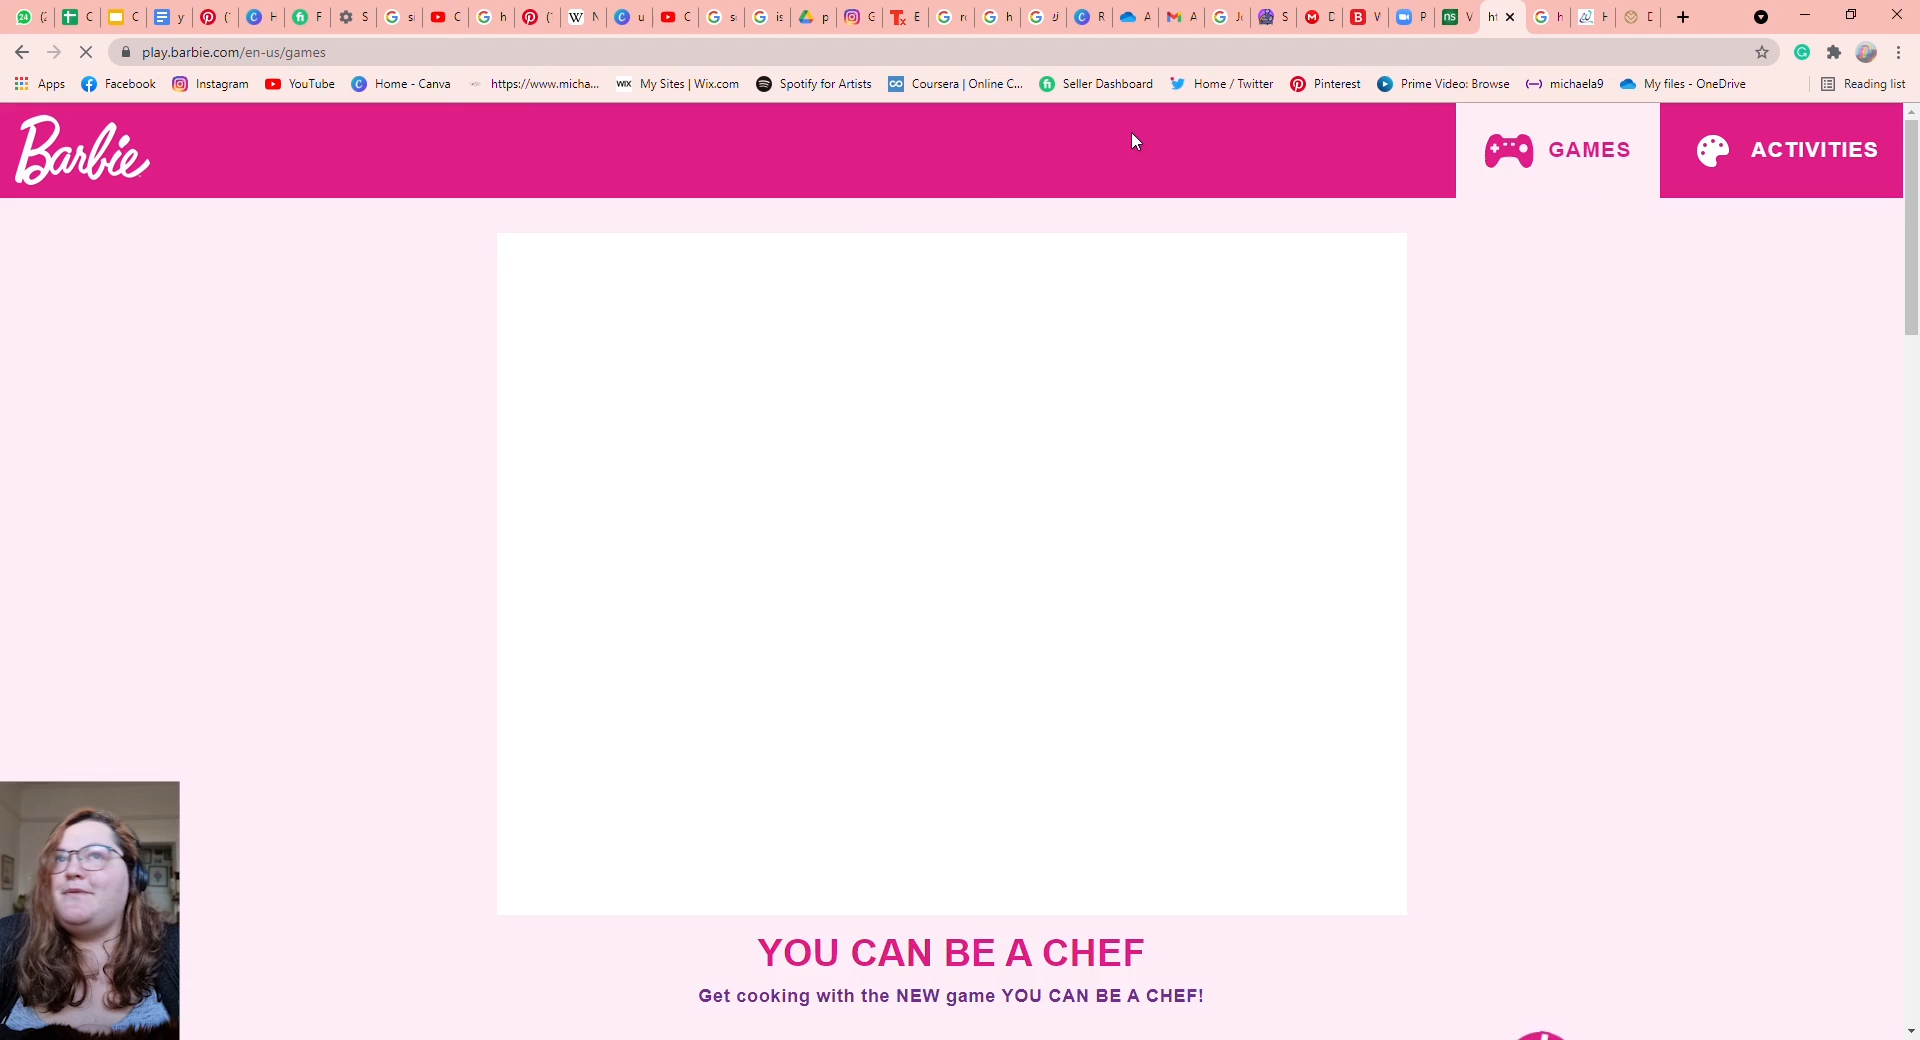 play.barbie.com/en-us/games
Apps Facebook Instagram YouTube Home - Canva https://www.micha... My Sites | Wix.com Spotify for Artists Coursera | Online C... Seller Dashboard Home / Twitter Pinterest Prime Video: Browse michaela9 My files - OneDrive Reading list
Barbie
GAMES
ACTIVITIES
YOU CAN BE A CHEF
Get cooking with the NEW game YOU CAN BE A CHEF!